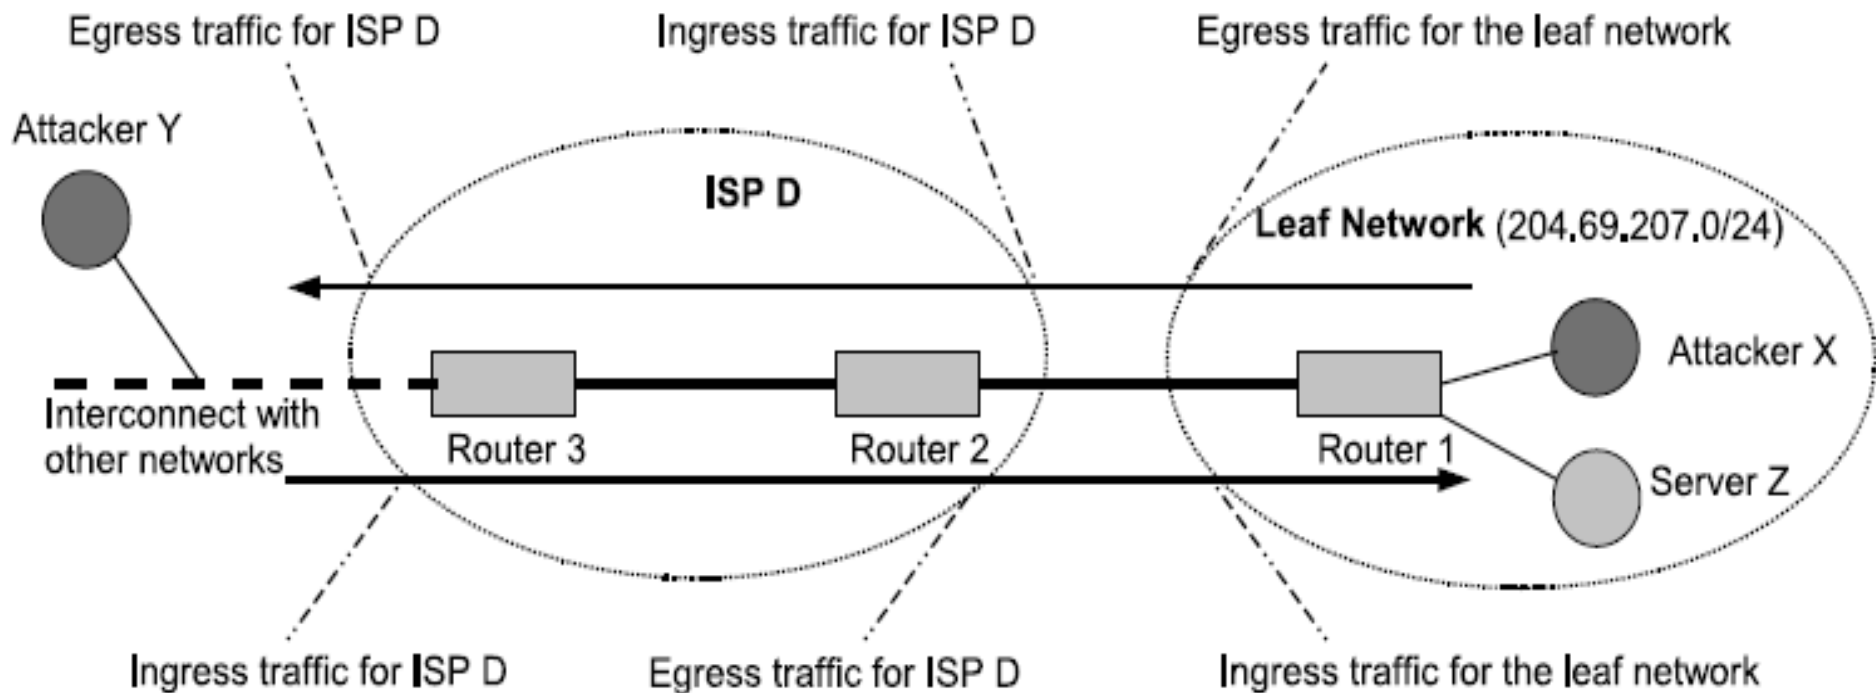 Egress traffic for ISP D
Ingress traffic for ISP D
Egress traffic for the leaf network
Attacker Y
ISP D
Leaf Network (204.69.207.0/24)
Attacker X
Interconnect with
other networks
Router 3
Router 2
Router 1
Server Z
Ingress traffic for ISP D
Egress traffic for ISP D
Ingress traffic for the leaf network